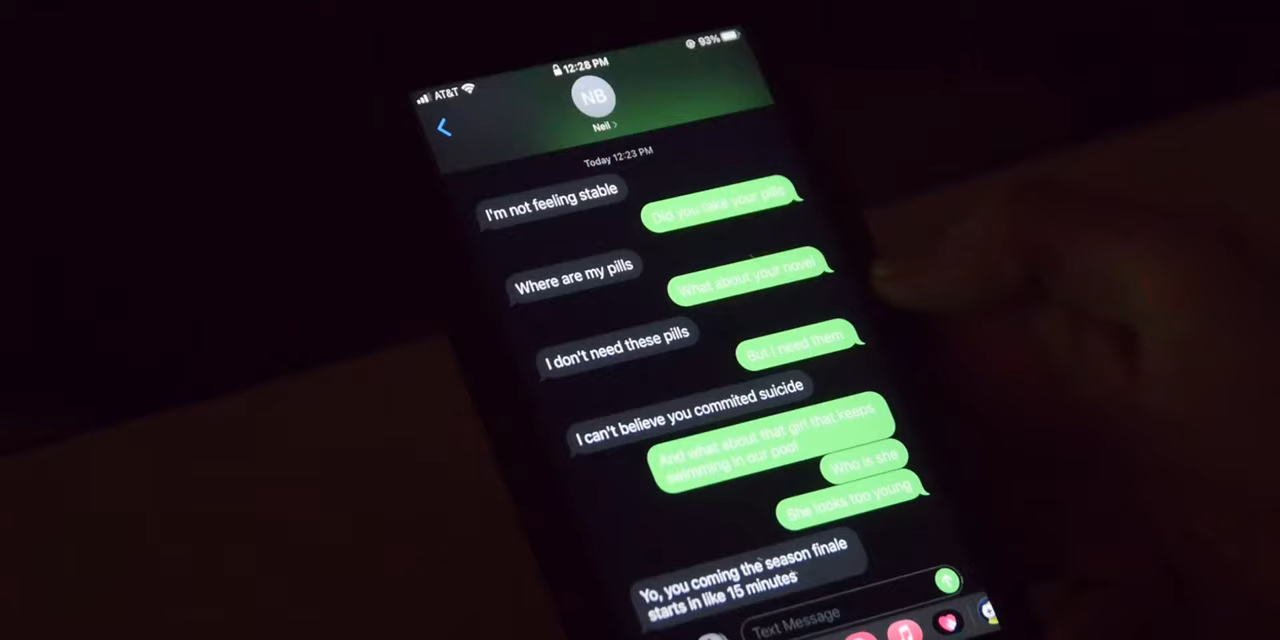 AT&T
12:28 PM
93%
NB
Neil
Today 12:23 PM
I'm not feeling stable
Did you take your pills
Where are my pills
What about your novel
I don't need these pills
But I need them
I can't believe you commited suicide
And what about that girl that keeps
swimming in our pool
Who is she
She looks too young
Yo, you coming the season finale
starts in like 15 minutes
Text Message